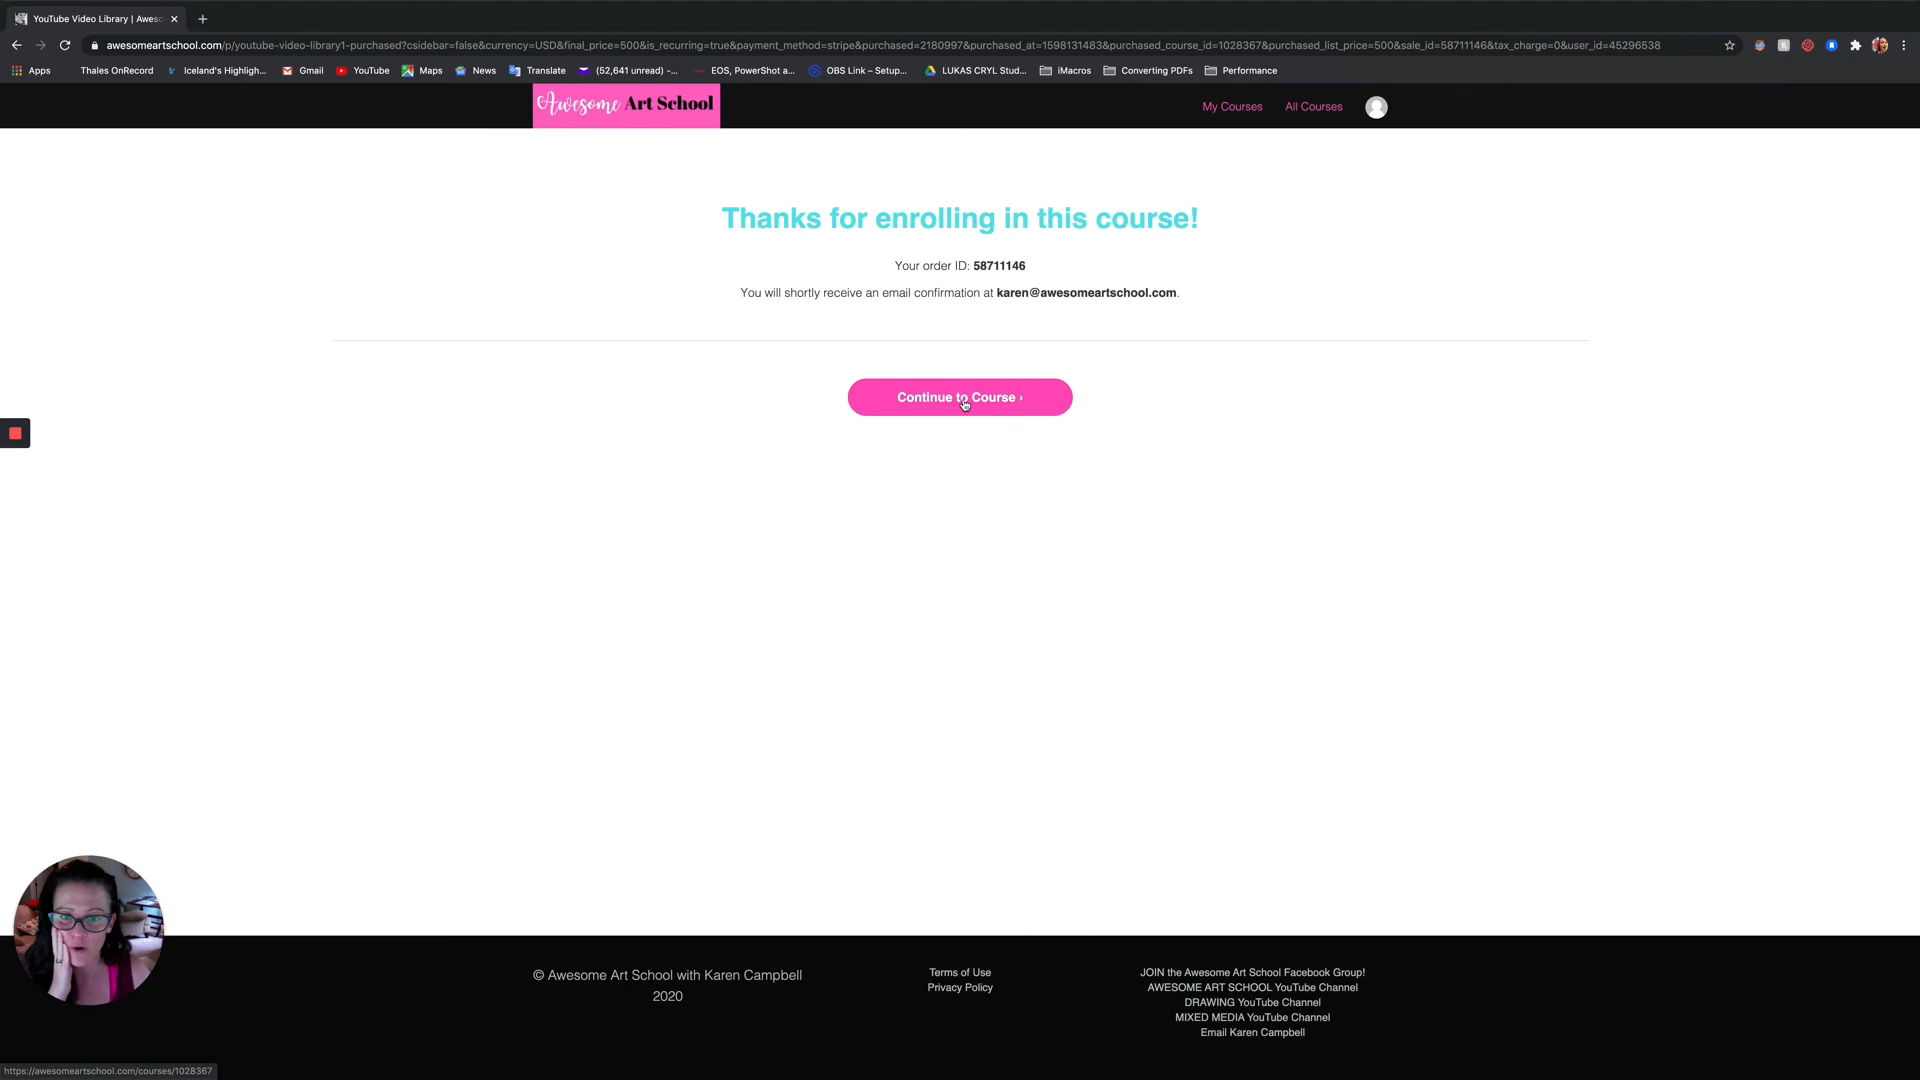 YouTube Video Library | Aweso
awesomeartschool.com/p/youtube-video-library1-purchased?csidebar=false&currency=USD&final_price=500&is_recurring=true&payment_method=stripe&purchased=2180997&purchased_at=1598131483&purchased_course_id=1028367&purchased_list_price=500&sale_id=58711146&tax_charge=0&user_id=45296538
Apps Thales OnRecord Iceland's Highligh... Gmail YouTube Maps News Translate (52,641 unread) -... EOS, PowerShot a... OBS Link – Setup... LUKAS CRYL Stud... iMacros Converting PDFs Performance
Awesome Art School My Courses All Courses
Thanks for enrolling in this course!
Your order ID: 58711146
You will shortly receive an email confirmation at karen@awesomeartschool.com.
Continue to Course ›
© Awesome Art School with Karen Campbell
2020
Terms of Use
Privacy Policy
JOIN the Awesome Art School Facebook Group!
AWESOME ART SCHOOL YouTube Channel
DRAWING YouTube Channel
MIXED MEDIA YouTube Channel
Email Karen Campbell
https://awesomeartschool.com/courses/1028367